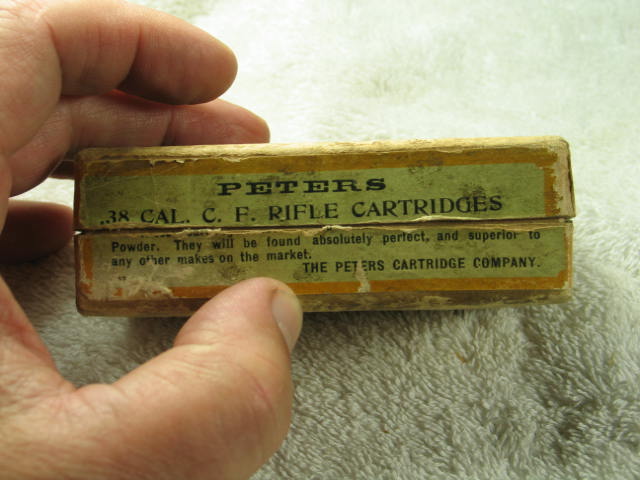 PETERS
.38 CAL. C. F. RIFLE CARTRIDGES
Powder. They will be found absolutely perfect, and superior to
any other makes on the market.
THE PETERS CARTRIDGE COMPANY.